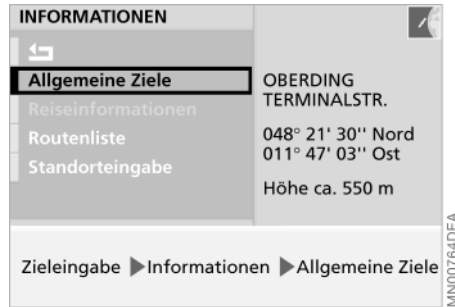 INFORMATIONEN
Allgemeine Ziele
Reiseinformationen
Routenliste
Standorteingabe
OBERDING
TERMINALSTR.
048° 21' 30'' Nord
011° 47' 03'' Ost
Höhe ca. 550 m
Zieleingabe ▶Informationen ▶Allgemeine Ziele
MN00764DEA